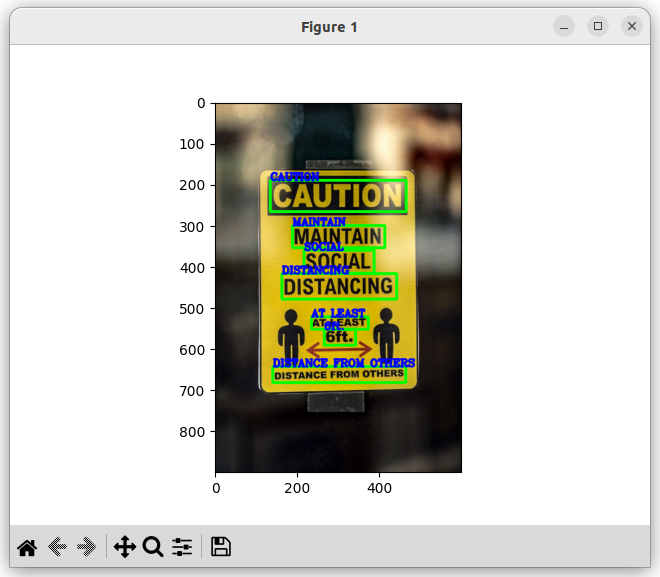 Figure 1
0
100
200
300
400
500
600
700
800
0 200 400
CAUTION
CAUTION
MAINTAIN
MAINTAIN
SOCIAL
SOCIAL
DISTANCING
DISTANCING
AT LEAST
AT LEAST
6ft.
6ft.
DISTANCE FROM OTHERS
DISTANCE FROM OTHERS